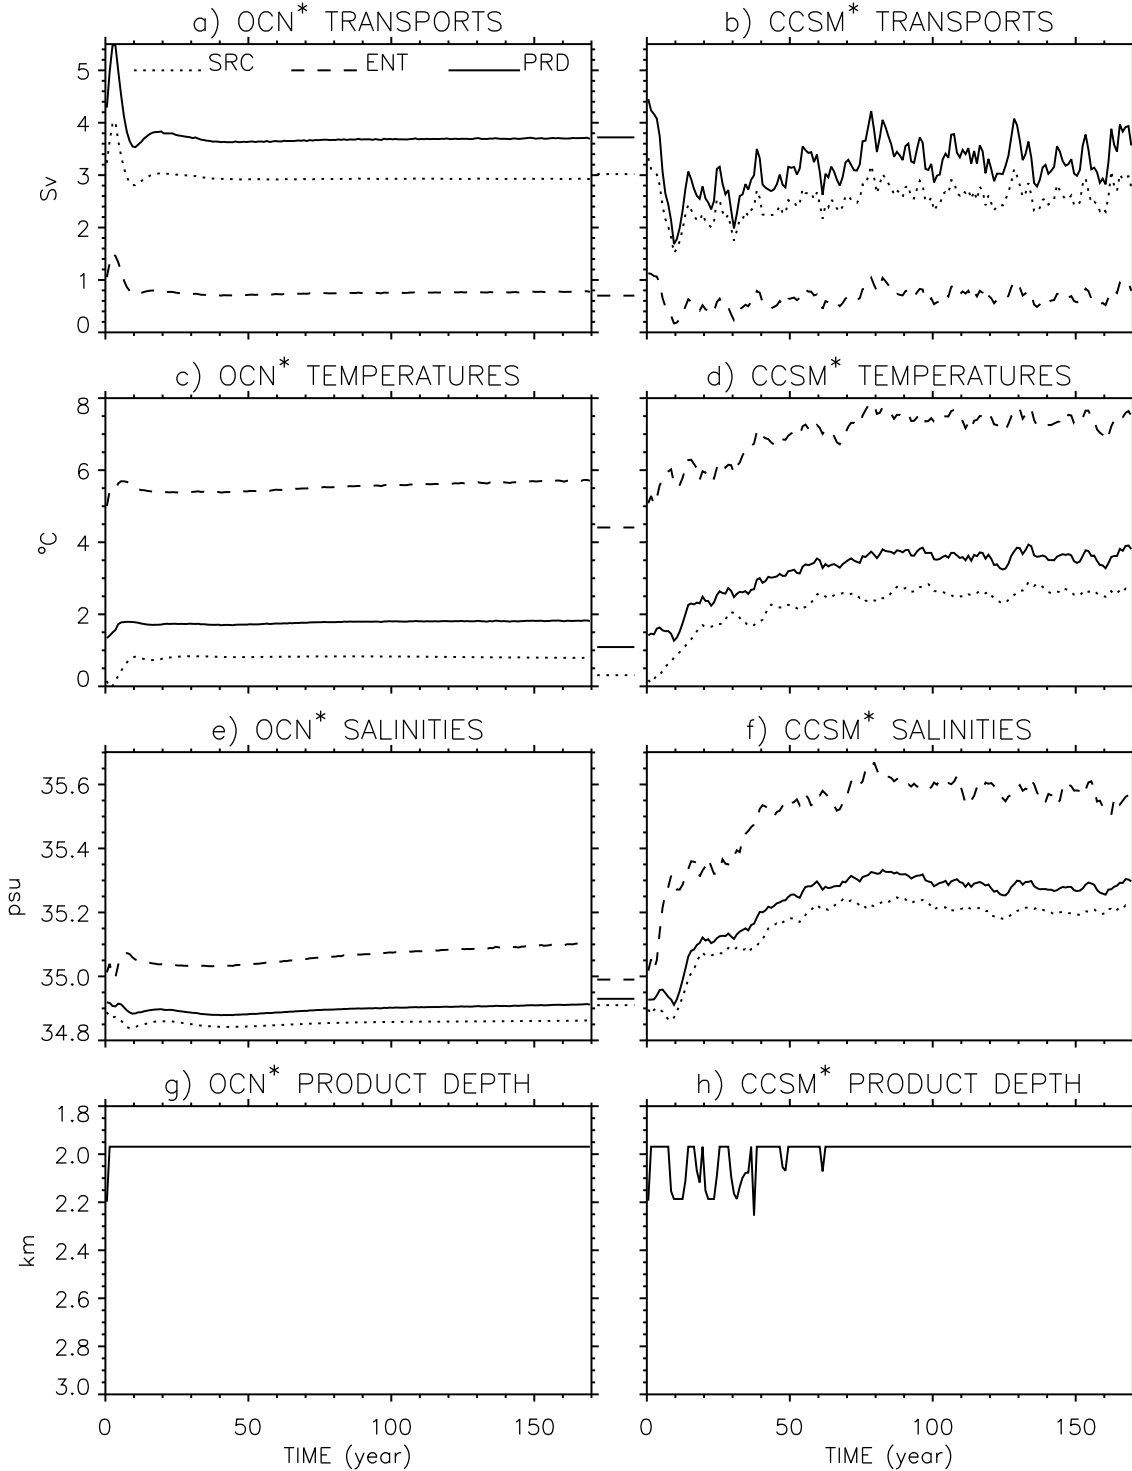 a) OCN* TRANSPORTS
b) CCSM* TRANSPORTS
SRC ENT PRD
5
4
3
2
1
0
Sv
c) OCN* TEMPERATURES
d) CCSM* TEMPERATURES
8
6
4
2
0
°C
e) OCN* SALINITIES
f) CCSM* SALINITIES
35.6
35.4
35.2
35.0
34.8
psu
g) OCN* PRODUCT DEPTH
h) CCSM* PRODUCT DEPTH
1.8
2.0
2.2
2.4
2.6
2.8
3.0
km
0 50 100 150
0 50 100 150
TIME (year)
TIME (year)